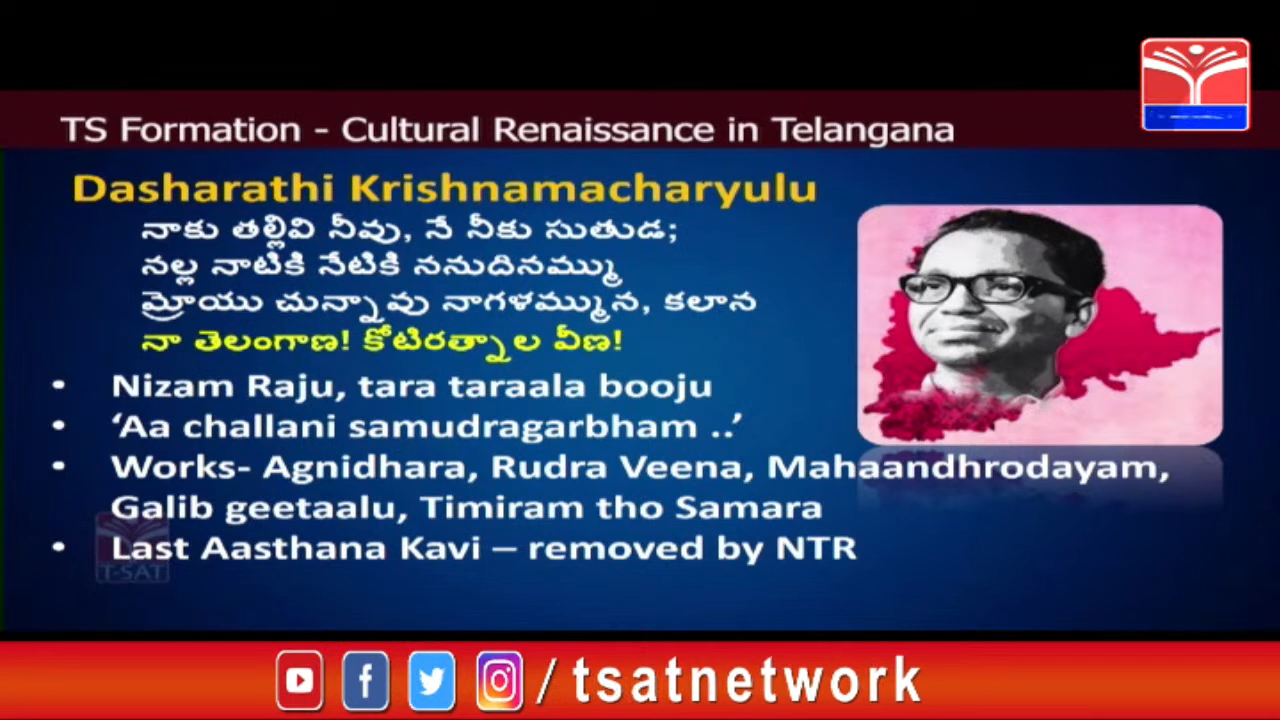 TS Formation - Cultural Renaissance in Telangana
Dasharathi Krishnamacharyulu
నాకు తల్లివి నీవు, నే నీకు సుతుడ;
నల్ల నాటికి నేటికి ననుదినమ్ము
మ్రోయు చున్నావు నాగళమ్మున, కలాన
నా తెలంగాణ! కోటిరత్నాల వీణ!
• Nizam Raju, tara taraala booju
• ‘Aa challani samudragarbham ..’
• Works- Agnidhara, Rudra Veena, Mahaandhrodayam,
Galib geetaalu, Timiram tho Samara
• Last Aasthana Kavi – removed by NTR
T-SAT
/ tsatnetwork